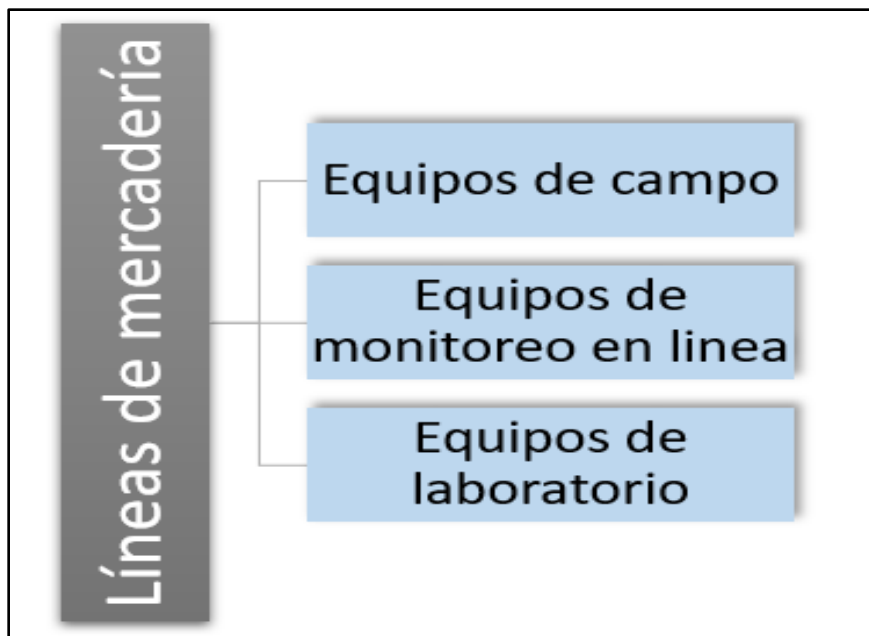 Líneas de mercadería
Equipos de campo
Equipos de
monitoreo en linea
Equipos de
laboratorio